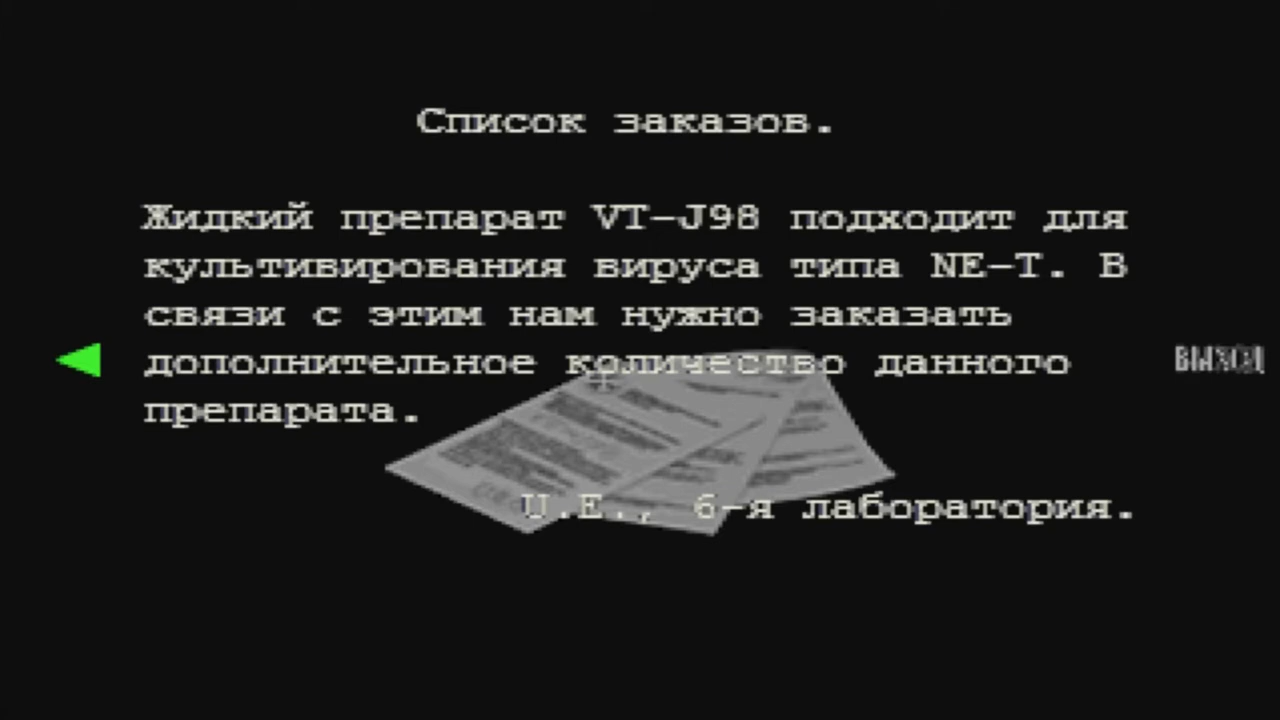 Список заказов.
Жидкий препарат VT-J98 подходит для
культивирования вируса типа NE-T. В
связи с этим нам нужно заказать
дополнительное количество данного
препарата.
ВЫХОД
U.E., 6-я лаборатория.